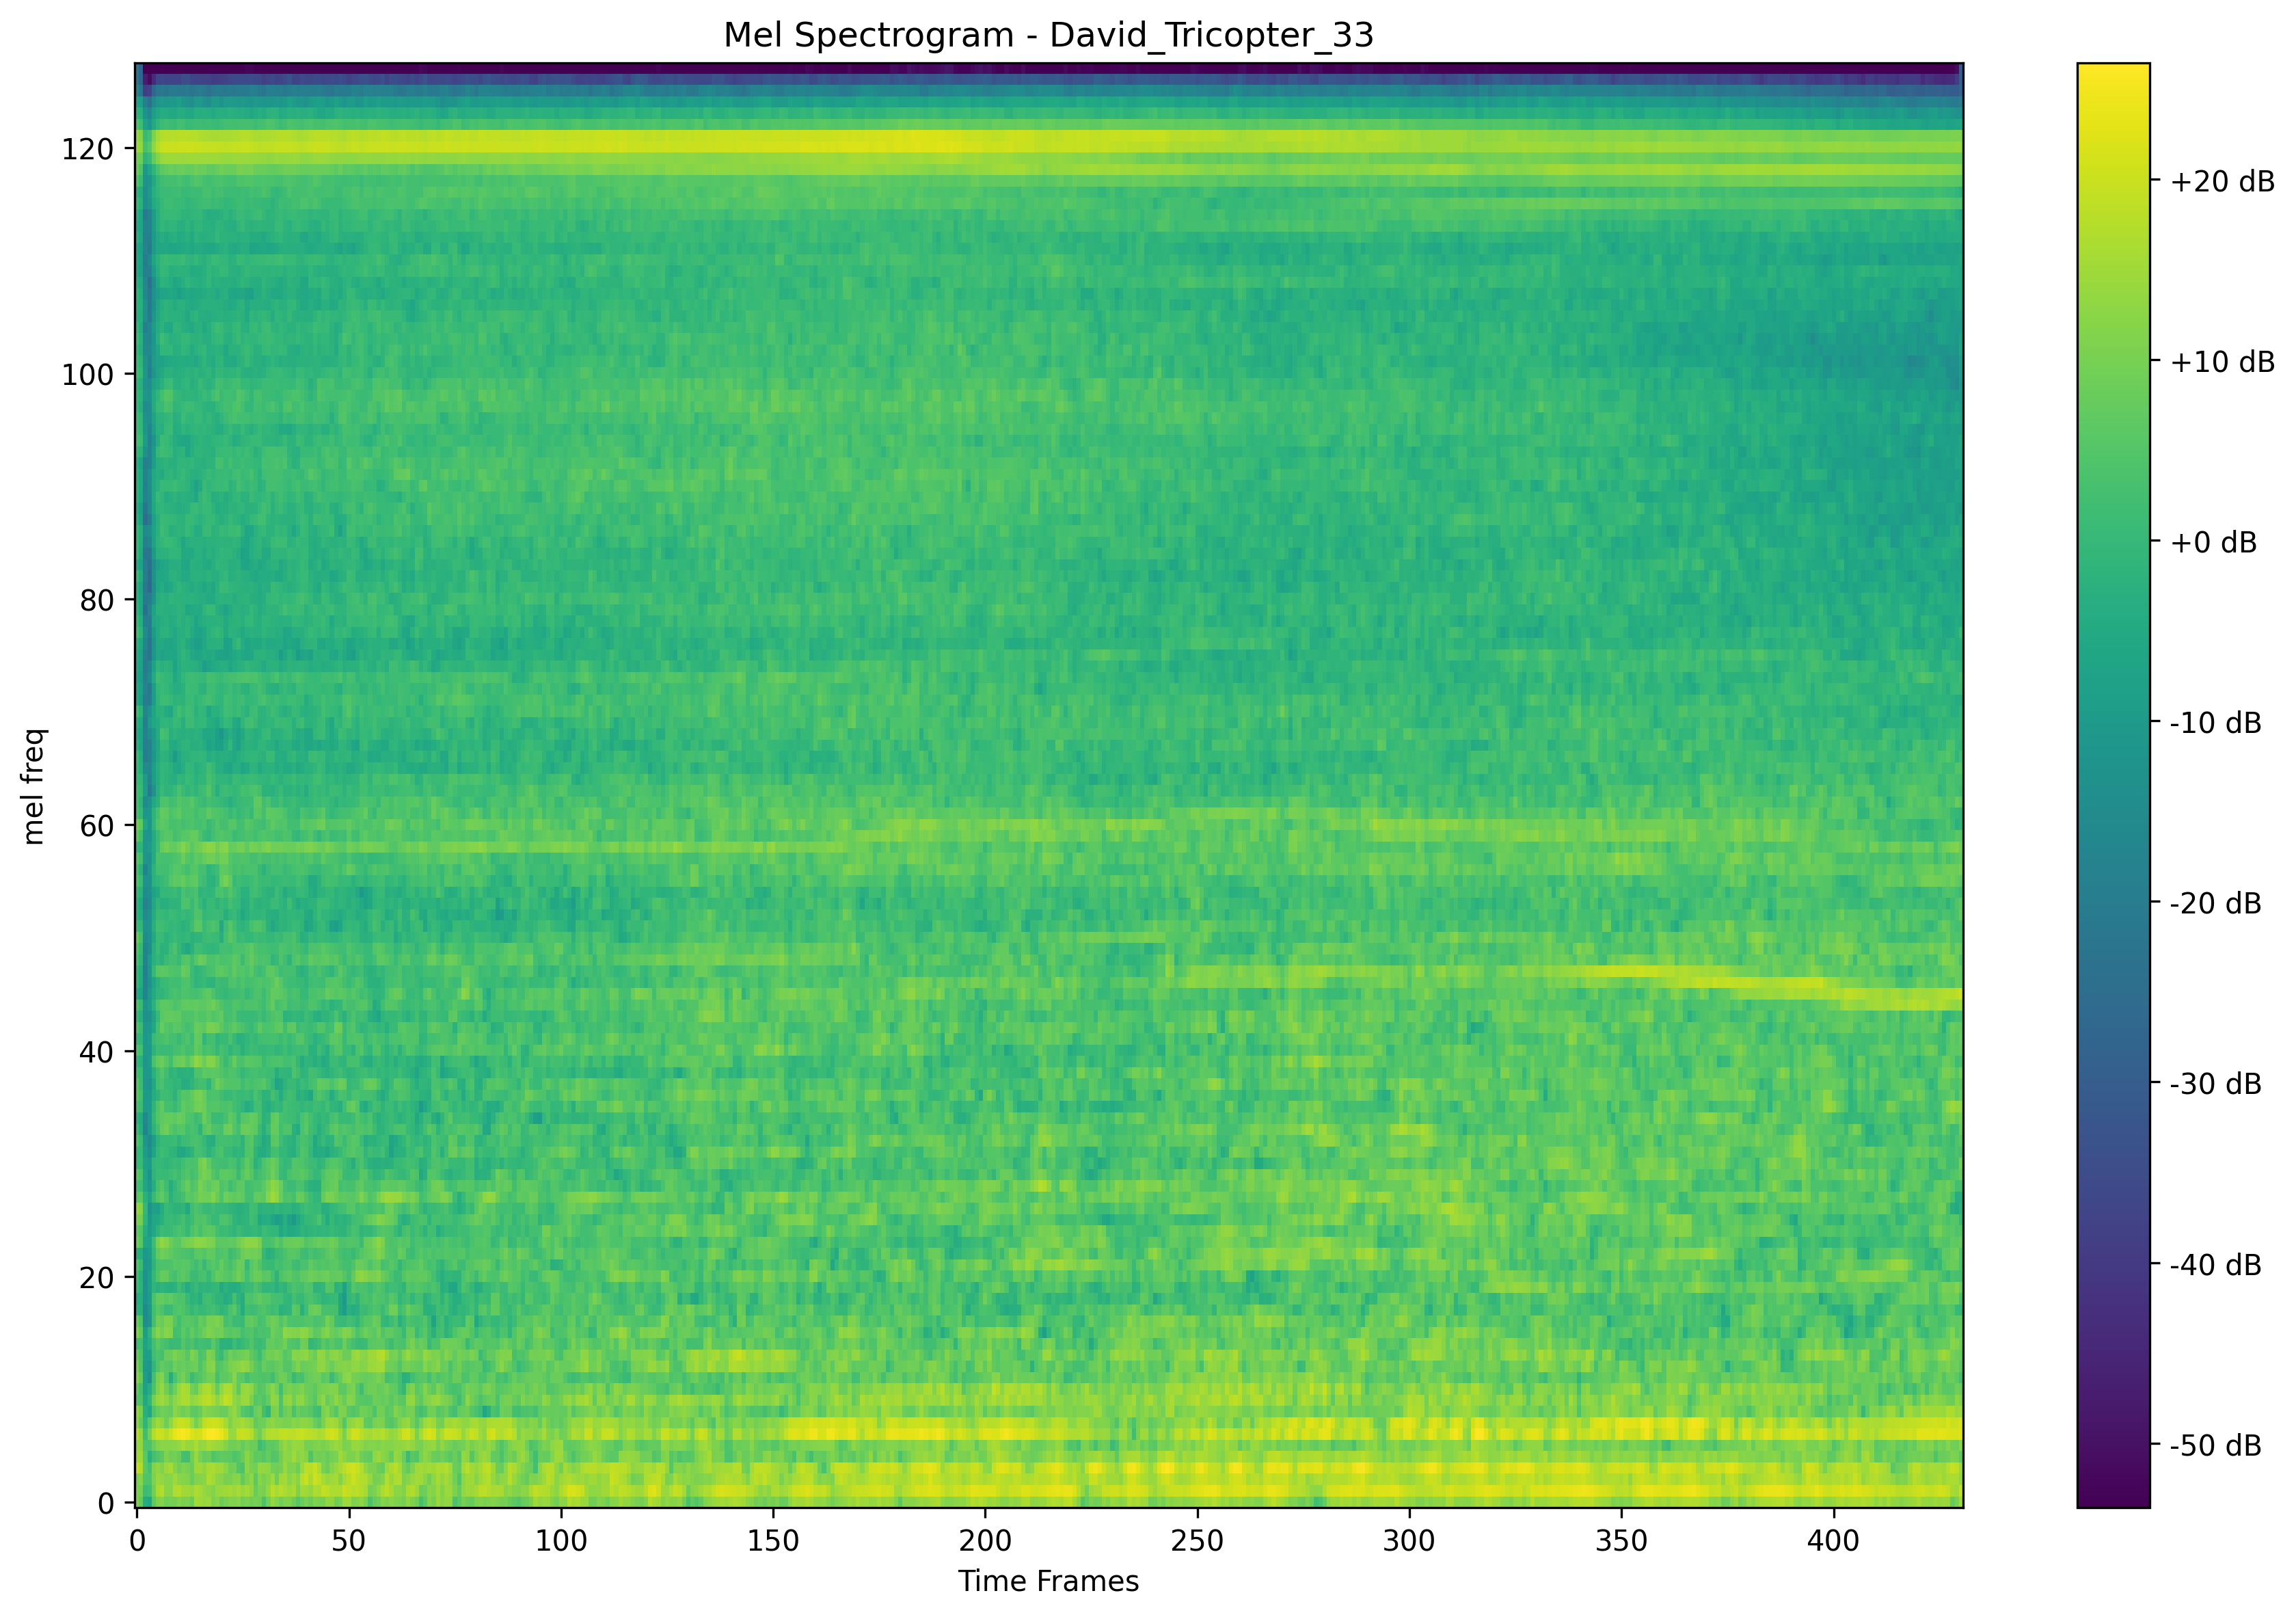 Mel Spectrogram - David_Tricopter_33
mel freq
120
100
80
60
40
20
0
0 50 100 150 200 250 300 350 400
Time Frames
+20 dB
+10 dB
+0 dB
-10 dB
-20 dB
-30 dB
-40 dB
-50 dB